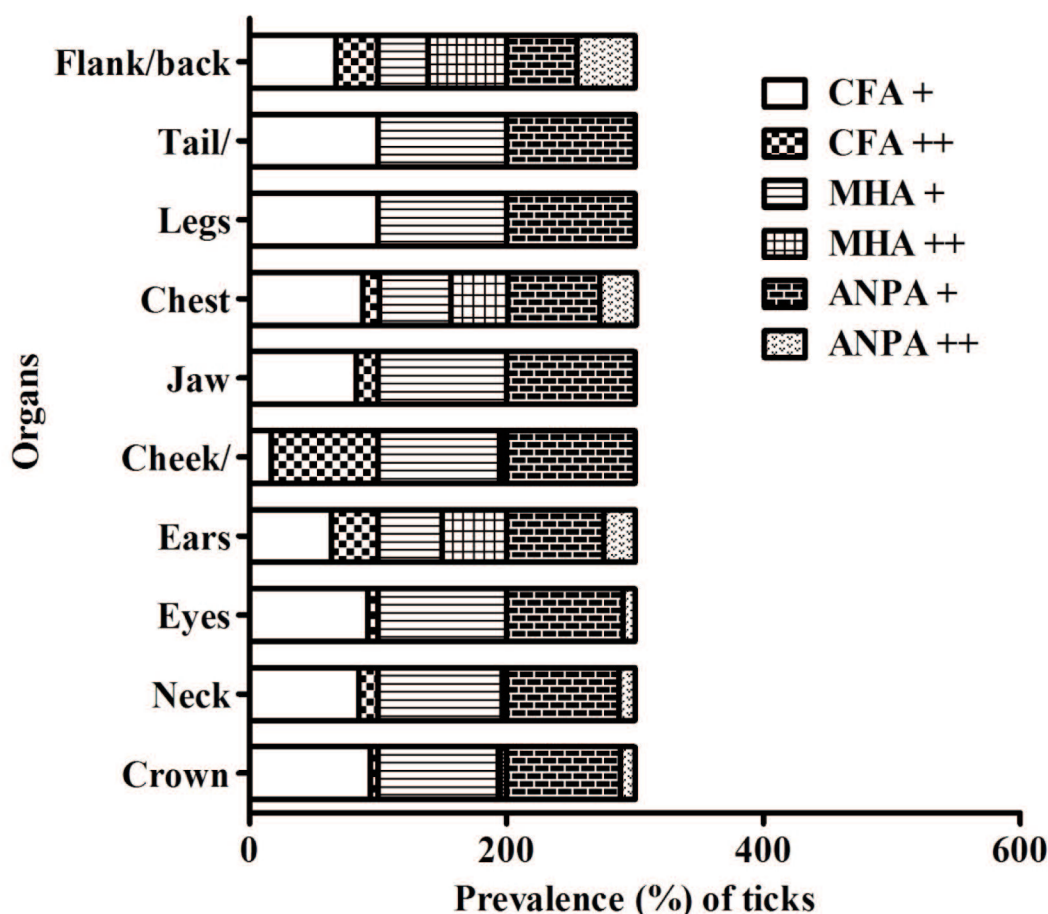 Organs
Flank/back
Tail/
Legs
Chest
Jaw
Cheek/
Ears
Eyes
Neck
Crown
CFA +
CFA ++
MHA +
MHA ++
ANPA +
ANPA ++
0 200 400 600
Prevalence (%) of ticks